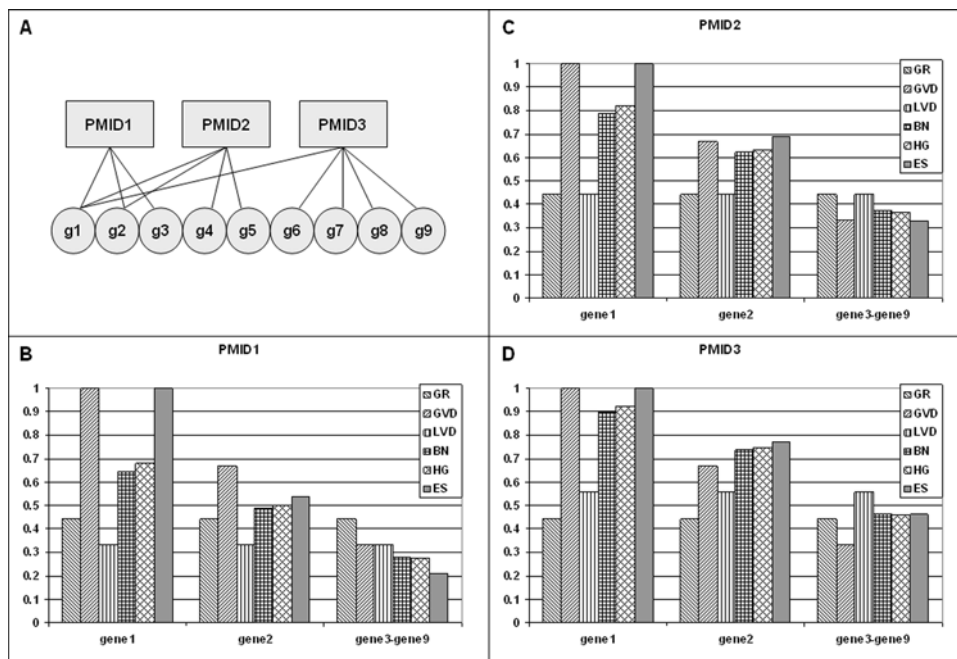 A
PMID1 PMID2 PMID3
g1 g2 g3 g4 g5 g6 g7 g8 g9
B
PMID1
1
0.9
0.8
0.7
0.6
0.5
0.4
0.3
0.2
0.1
0
gene1 gene2 gene3-gene9
GR
GVD
LVD
BN
HG
ES
C
PMID2
1
0.9
0.8
0.7
0.6
0.5
0.4
0.3
0.2
0.1
0
gene1 gene2 gene3-gene9
GR
GVD
LVD
BN
HG
ES
D
PMID3
1
0.9
0.8
0.7
0.6
0.5
0.4
0.3
0.2
0.1
0
gene1 gene2 gene3-gene9
GR
GVD
LVD
BN
HG
ES